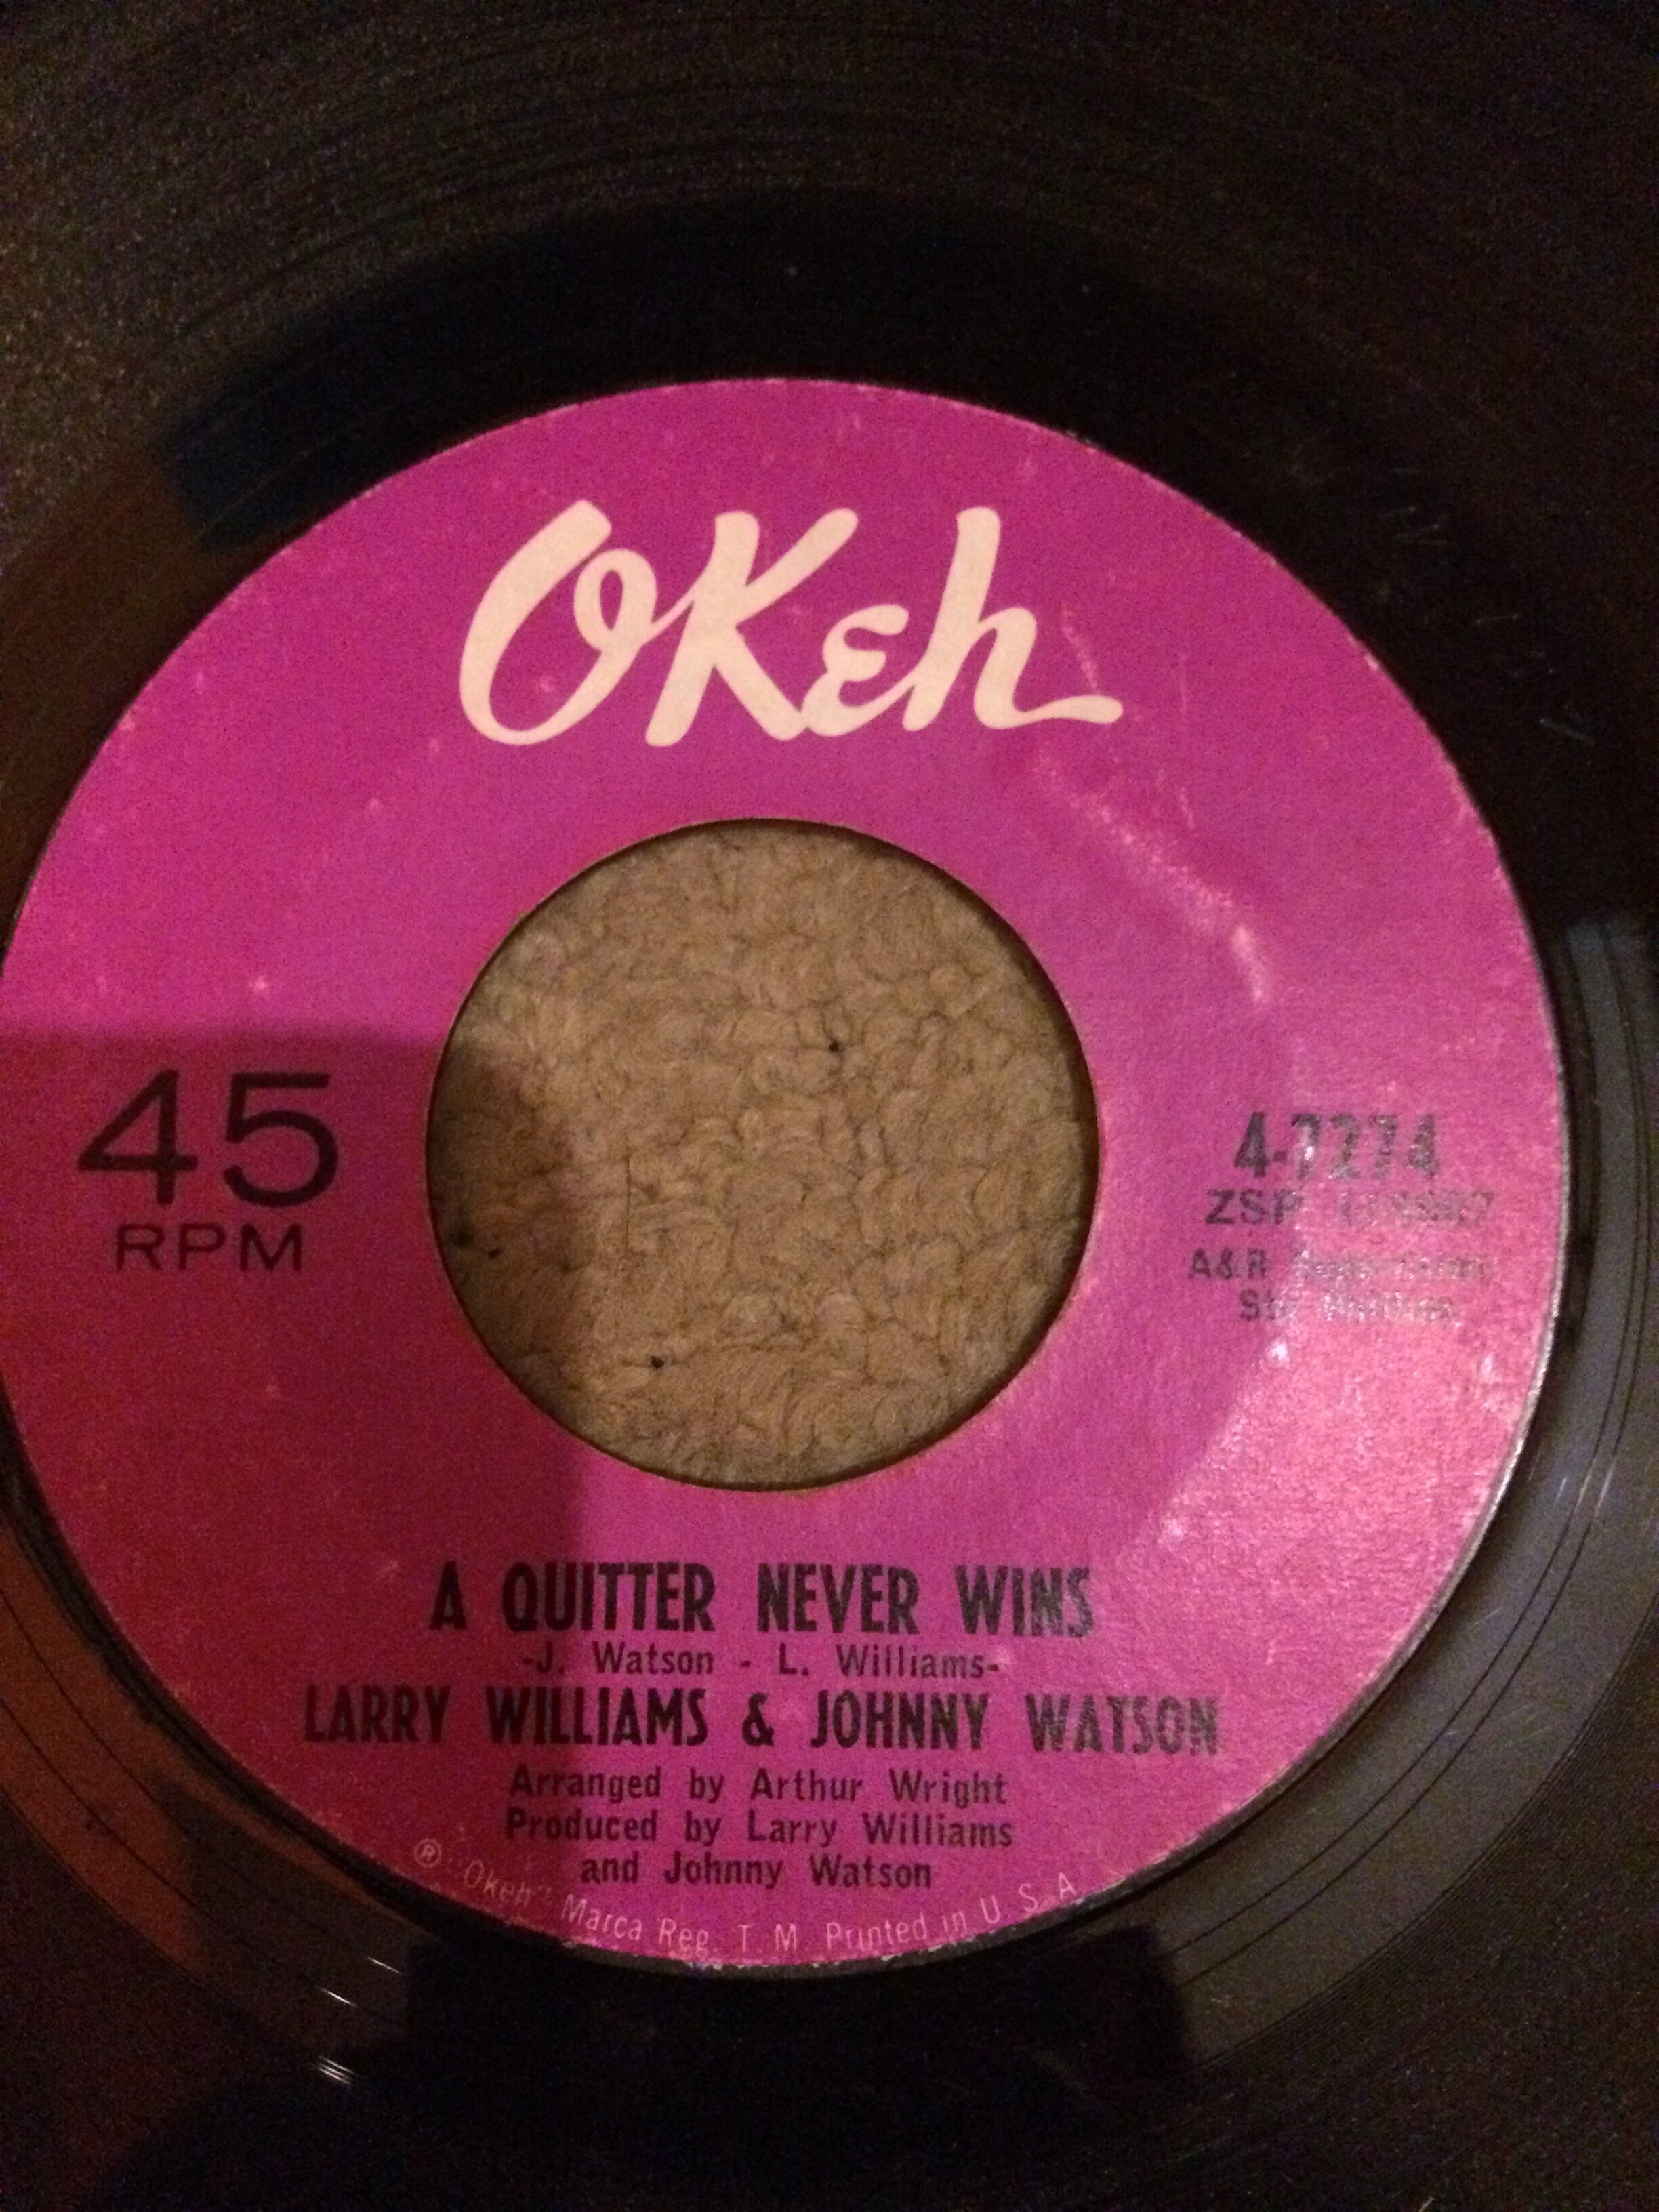 OKeh
45
RPM
4-7274
ZSP
A&R
A QUITTER NEVER WINS
-J. Watson - L. Williams-
LARRY WILLIAMS & JOHNNY WATSON
Arranged by Arthur Wright
Produced by Larry Williams
and Johnny Watson
® "Okeh" Marca Reg. T.M. Printed in U.S.A.